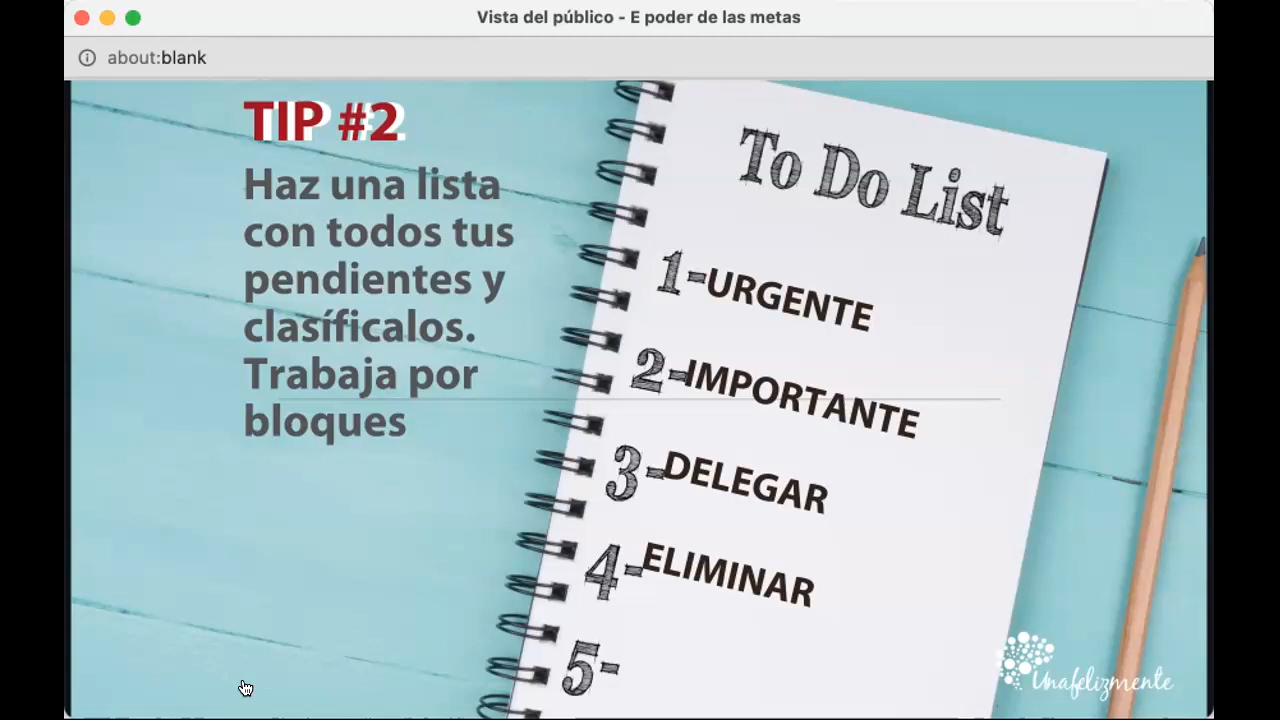 Vista del público - E poder de las metas
about:blank
TIP #2
Haz una lista
con todos tus
pendientes y
clasíficalos.
Trabaja por
bloques
To Do List
1-URGENTE
2-IMPORTANTE
3-DELEGAR
4-ELIMINAR
5-
Unafelizmente